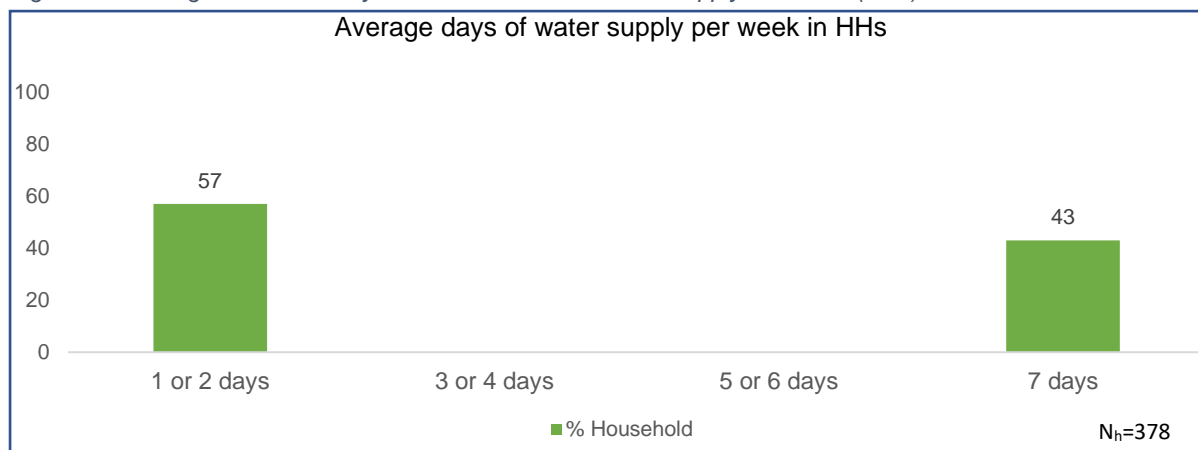 Average days of water supply per week in HHs
100
80
60
40
20
0
57
43
1 or 2 days
3 or 4 days
5 or 6 days
7 days
% Household
Nₕ=378